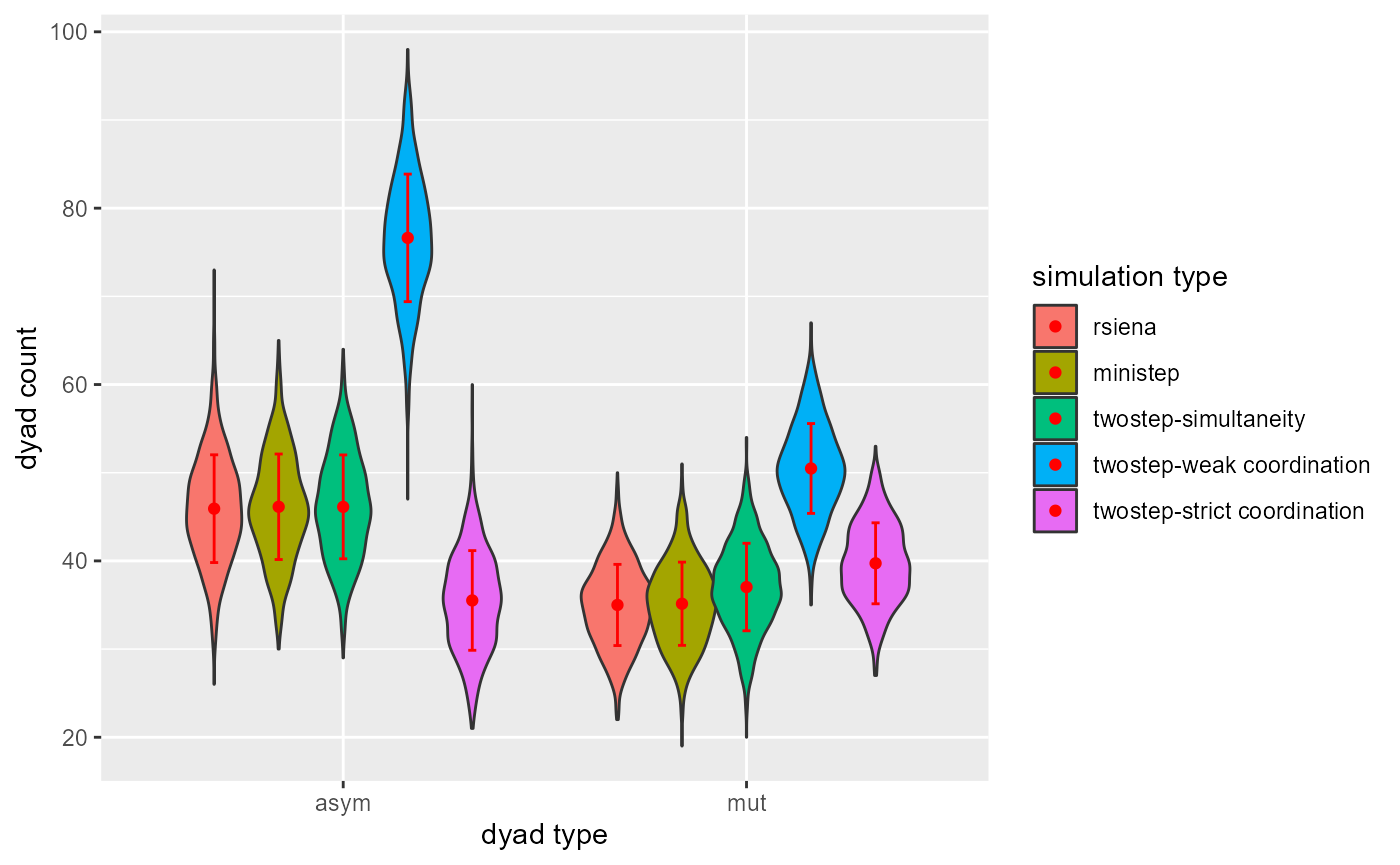 100
80
60
40
20
dyad count
asym
mut
dyad type
simulation type
rsiena
ministep
twostep-simultaneity
twostep-weak coordination
twostep-strict coordination